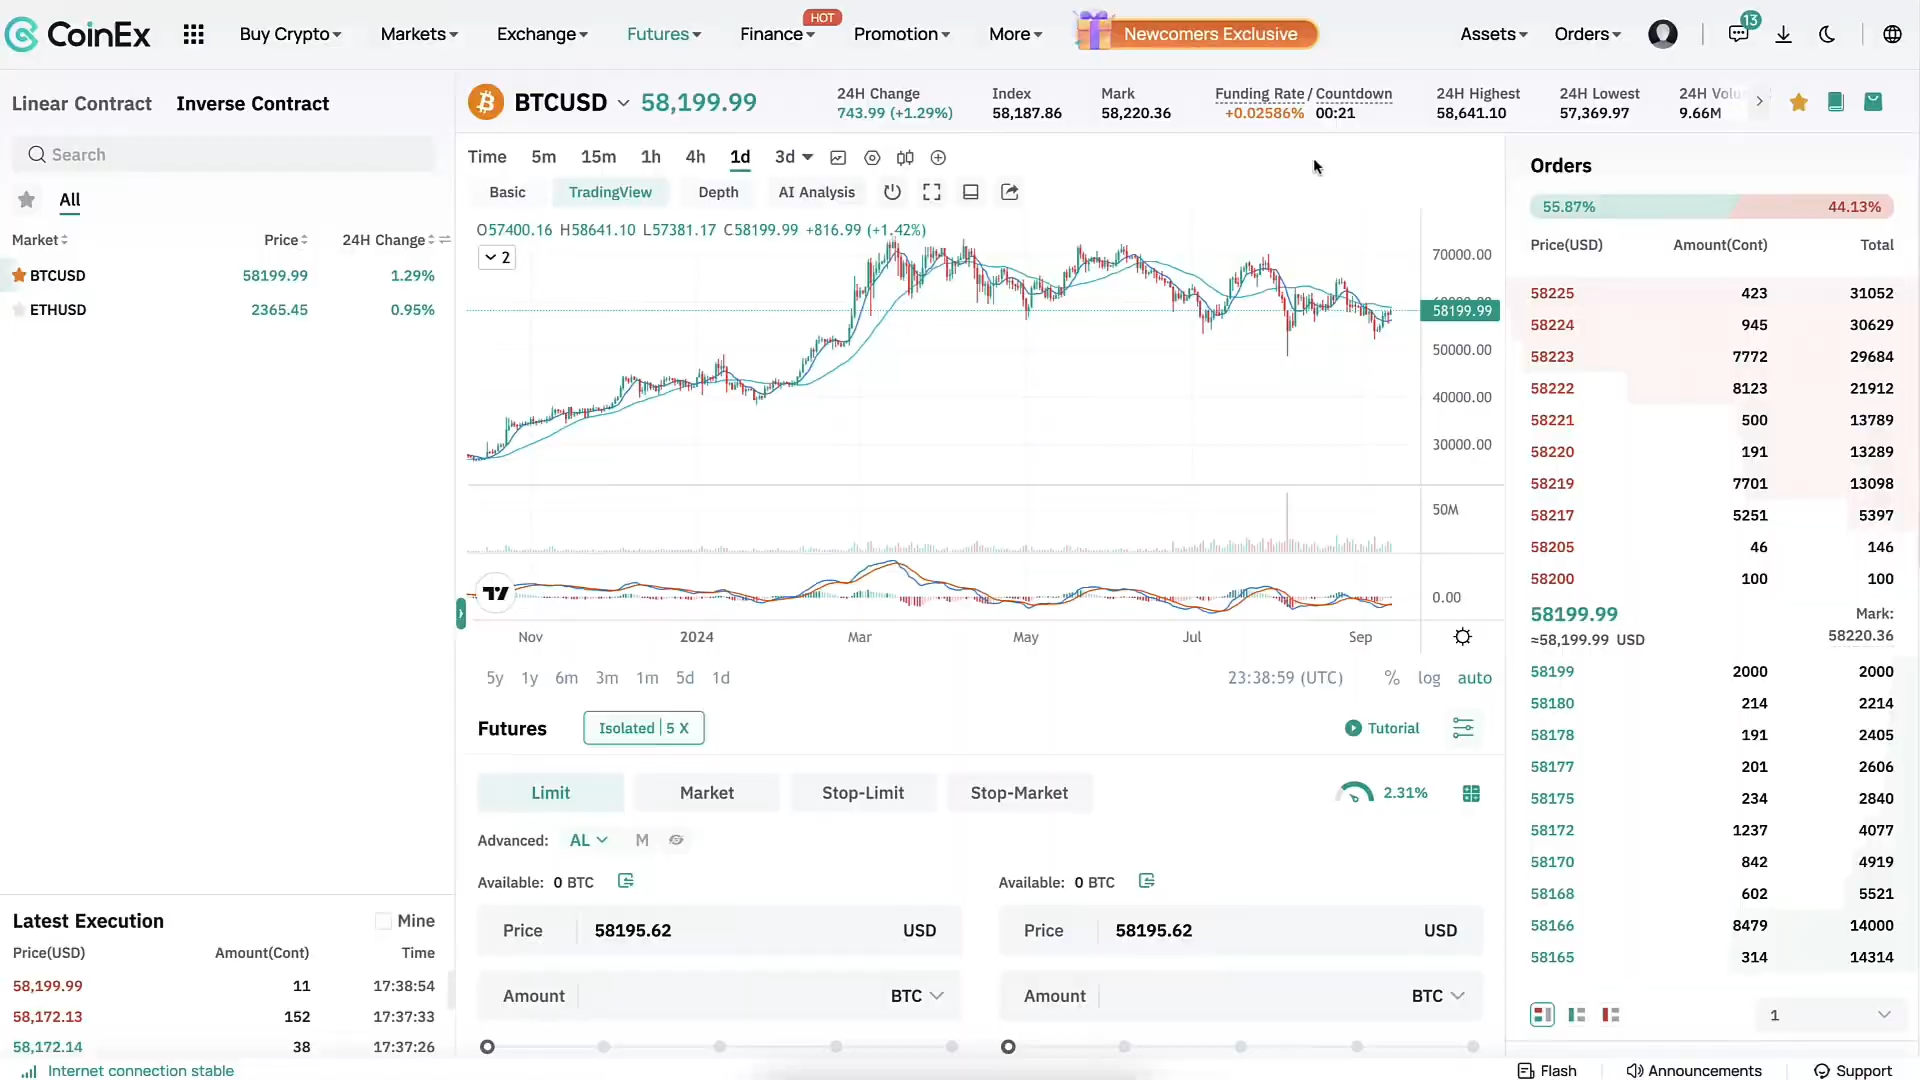 CoinEx Buy Crypto Markets Exchange Futures HOT Finance Promotion More Newcomers Exclusive Assets Orders 13
Linear Contract Inverse Contract
Search
All
Market Price 24H Change
BTCUSD 58199.99 1.29%
ETHUSD 2365.45 0.95%
Latest Execution Mine
Price(USD) Amount(Cont) Time
58,199.99 11 17:38:54
58,172.13 152 17:37:33
58,172.14 38 17:37:26
BTCUSD 58,199.99
24H Change
743.99 (+1.29%)
Index
58,187.86
Mark
58,220.36
Funding Rate / Countdown
+0.02586% 00:21
24H Highest
58,641.10
24H Lowest
57,369.97
24H Volu
9.66M
Time 5m 15m 1h 4h 1d 3d
Basic TradingView Depth AI Analysis
O57400.16 H58641.10 L57381.17 C58199.99 +816.99 (+1.42%)
2
70000.00
58199.99
50000.00
40000.00
30000.00
50M
0.00
Nov 2024 Mar May Jul Sep
5y 1y 6m 3m 1m 5d 1d 23:38:59 (UTC) % log auto
Futures Isolated 5 X Tutorial
Limit Market Stop-Limit Stop-Market 2.31%
Advanced: AL M
Available: 0 BTC Available: 0 BTC
Price 58195.62 USD Price 58195.62 USD
Amount BTC Amount BTC
Orders
55.87% 44.13%
Price(USD) Amount(Cont) Total
58225 423 31052
58224 945 30629
58223 7772 29684
58222 8123 21912
58221 500 13789
58220 191 13289
58219 7701 13098
58217 5251 5397
58205 46 146
58200 100 100
58199.99 Mark:
≈58,199.99 USD 58220.36
58199 2000 2000
58180 214 2214
58178 191 2405
58177 201 2606
58175 234 2840
58172 1237 4077
58170 842 4919
58168 602 5521
58166 8479 14000
58165 314 14314
1
Internet connection stable Flash Announcements Support